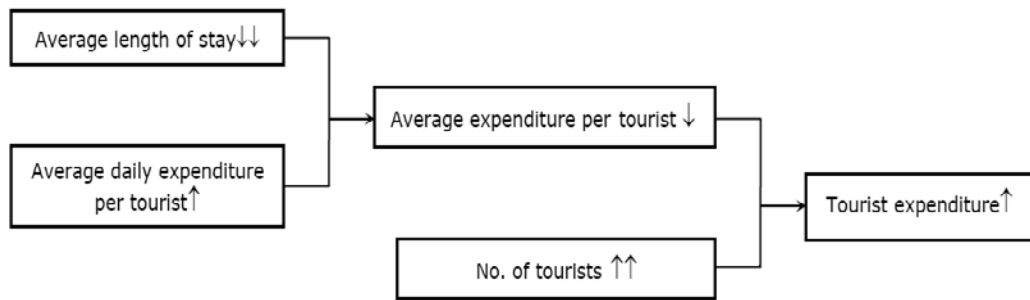 Average length of stay↓↓
Average expenditure per tourist ↓
Average daily expenditure
per tourist↑
Tourist expenditure↑
No. of tourists ↑↑